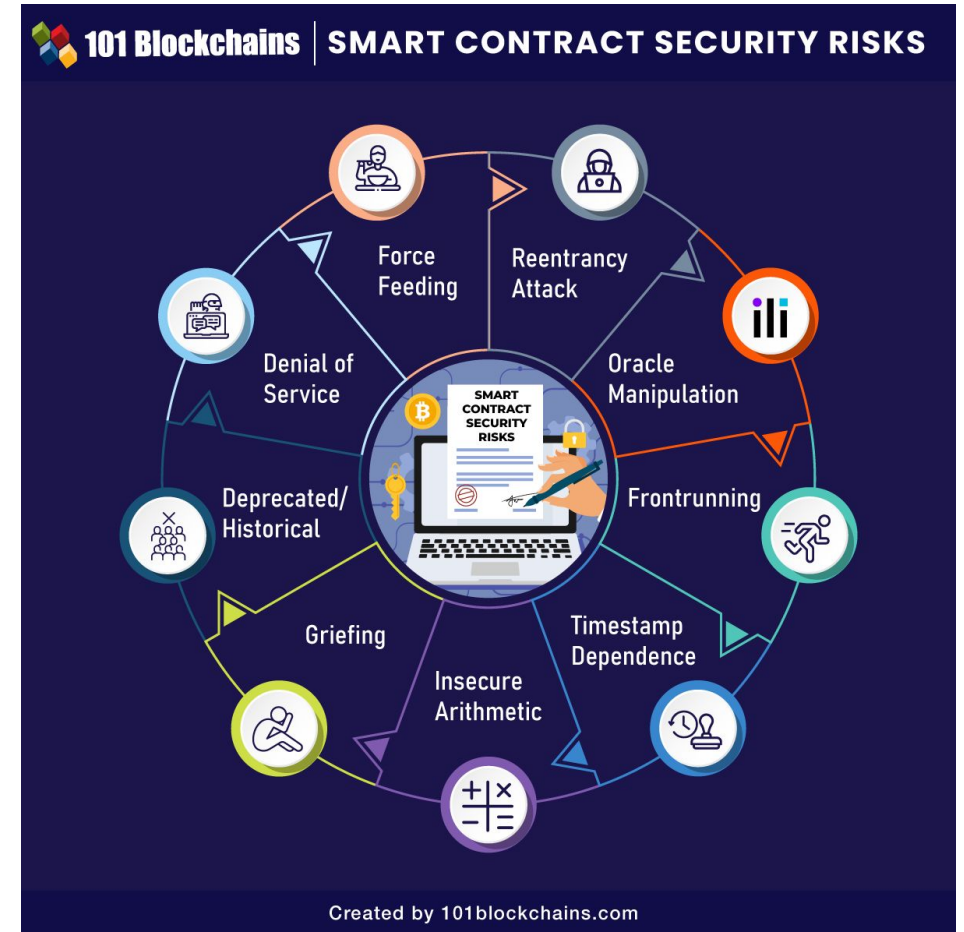 101 Blockchains | SMART CONTRACT SECURITY RISKS
Force
Feeding
Reentrancy
Attack
Oracle
Manipulation
Frontrunning
Timestamp
Dependence
Insecure
Arithmetic
Griefing
Deprecated/
Historical
Denial of
Service
SMART
CONTRACT
SECURITY
RISKS
Created by 101blockchains.com